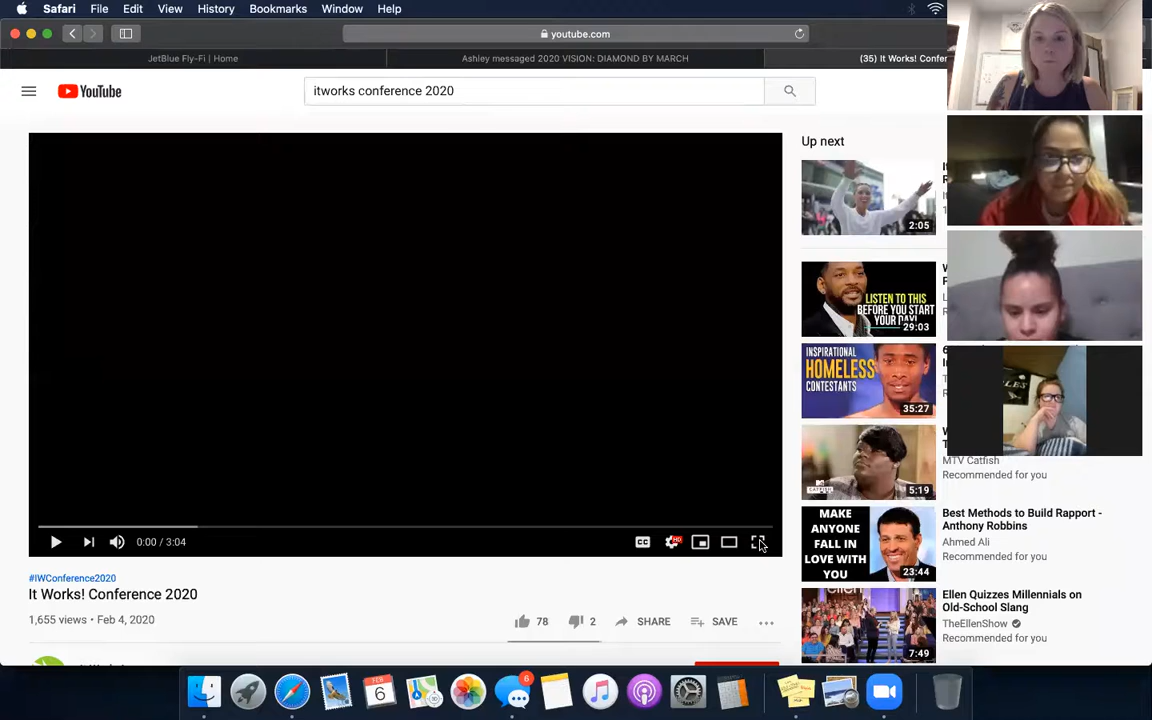 Safari File Edit View History Bookmarks Window Help
youtube.com
JetBlue Fly-Fi | Home
Ashley messaged 2020 VISION: DIAMOND BY MARCH
(35) It Works! Confer
YouTube
itworks conference 2020
Up next
2:05
LISTEN TO THIS
BEFORE YOU START
YOUR DAY!
29:03
INSPIRATIONAL
HOMELESS
CONTESTANTS
35:27
MTV Catfish
Recommended for you
5:19
MAKE
ANYONE
FALL IN
LOVE WITH
YOU
23:44
Best Methods to Build Rapport -
Anthony Robbins
Ahmed Ali
Recommended for you
7:49
Ellen Quizzes Millennials on
Old-School Slang
TheEllenShow
Recommended for you
0:00 / 3:04
CC
HD
#IWConference2020
It Works! Conference 2020
1,655 views • Feb 4, 2020
78
2
SHARE
SAVE
FEB
6
6